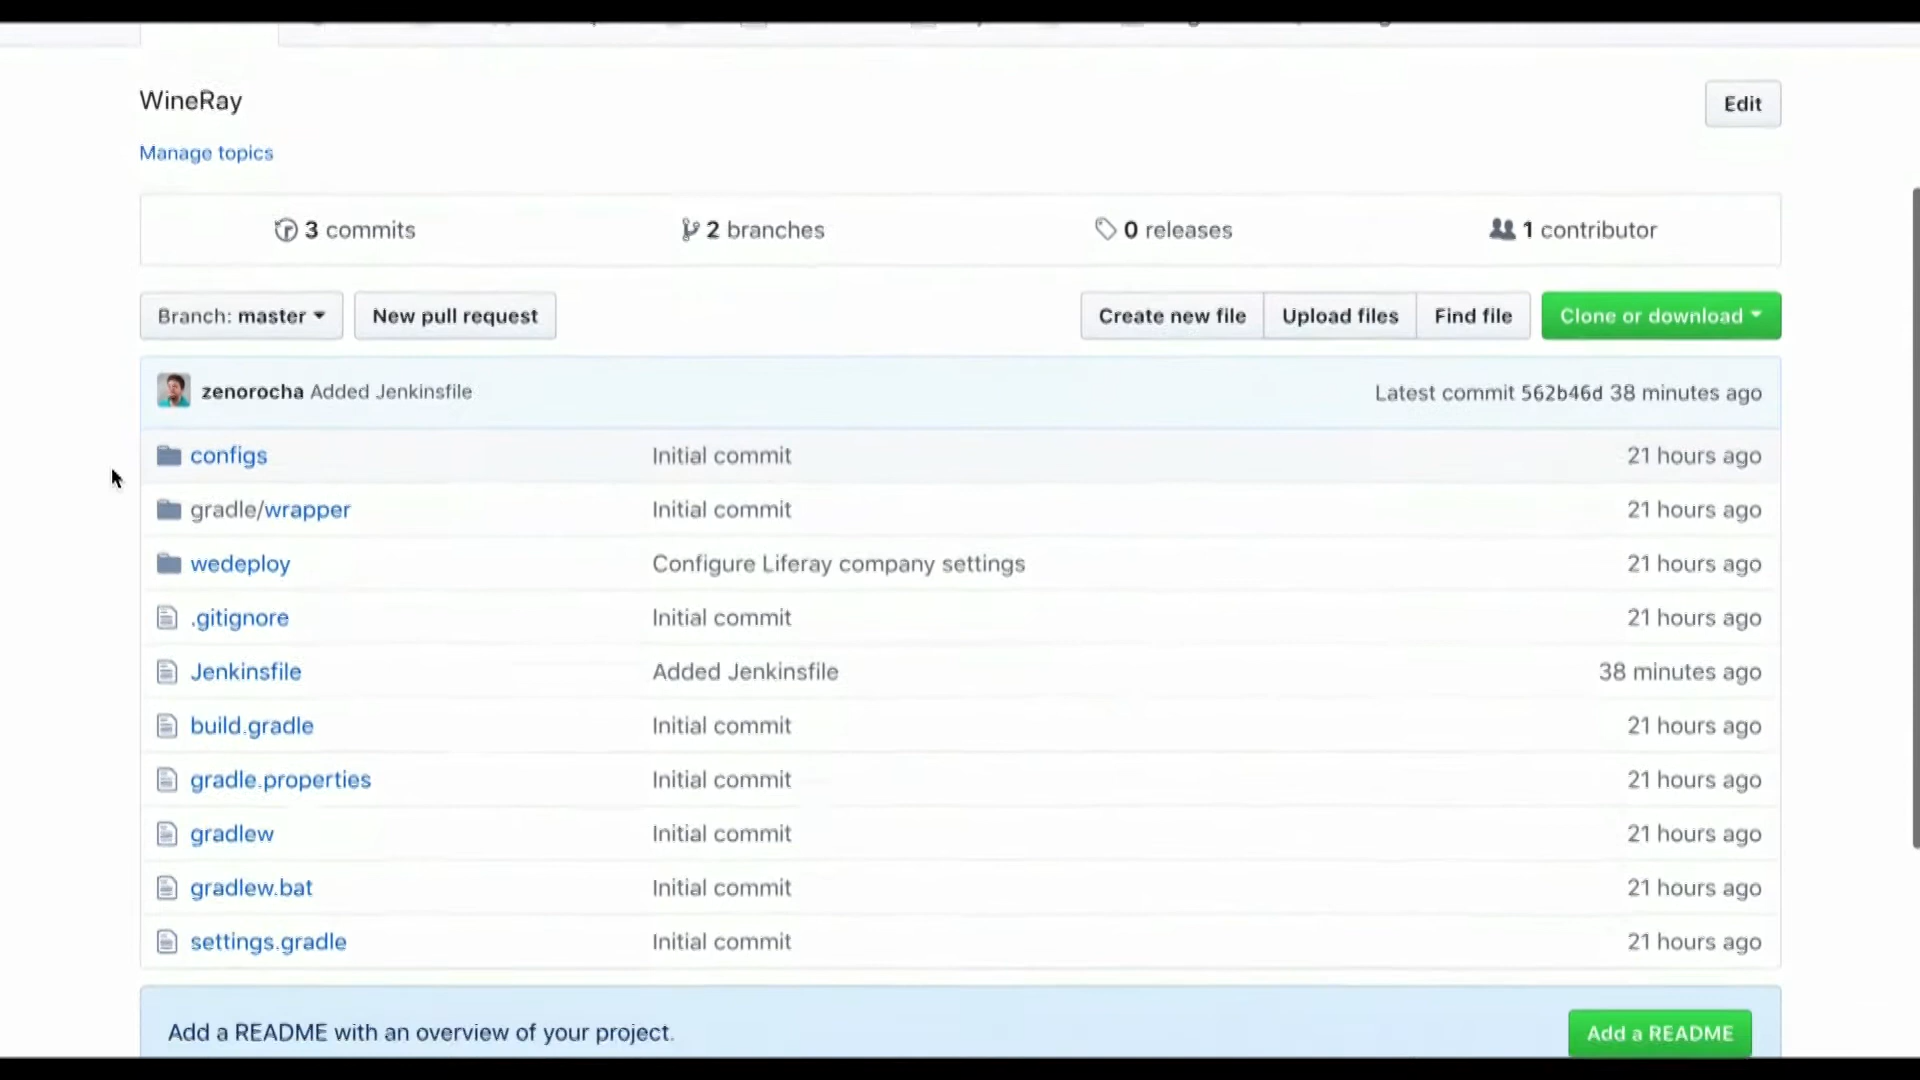 WineRay
Edit
Manage topics
3 commits
2 branches
0 releases
1 contributor
Branch: master
New pull request
Create new file
Upload files
Find file
Clone or download
zenorocha Added Jenkinsfile
Latest commit 562b46d 38 minutes ago
configs Initial commit 21 hours ago
gradle/wrapper Initial commit 21 hours ago
wedeploy Configure Liferay company settings 21 hours ago
.gitignore Initial commit 21 hours ago
Jenkinsfile Added Jenkinsfile 38 minutes ago
build.gradle Initial commit 21 hours ago
gradle.properties Initial commit 21 hours ago
gradlew Initial commit 21 hours ago
gradlew.bat Initial commit 21 hours ago
settings.gradle Initial commit 21 hours ago
Add a README with an overview of your project.
Add a README